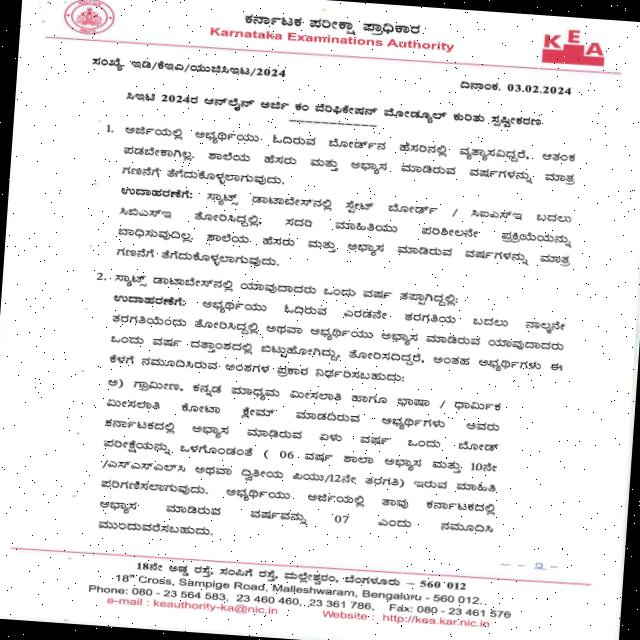 ಕರ್ನಾಟಕ ಪರೀಕ್ಷಾ ಪ್ರಾಧಿಕಾರ
Karnataka Examinations Authority
KEA
ಸಂಖ್ಯೆ. ಇಡಿ/ಕೆಇಎ/ಯುಜಿಸಿಇಟಿ/2024
ದಿನಾಂಕ. 03.02.2024
ಸಿಇಟಿ 2024ರ ಆನ್‌ಲೈನ್ ಅರ್ಜಿ ಕಂ ವೆರಿಫಿಕೇಷನ್ ಮೋಡ್ಯೂಲ್ ಕುರಿತು ಸ್ಪಷ್ಟೀಕರಣ
1. ಅರ್ಜಿಯಲ್ಲಿ ಅಭ್ಯರ್ಥಿಯು ಓದಿರುವ ಬೋರ್ಡ್‌ನ ಹೆಸರಿನಲ್ಲಿ ವ್ಯತ್ಯಾಸವಿದ್ದರೆ, ಆತಂಕ
ಪಡಬೇಕಾಗಿಲ್ಲ. ಶಾಲೆಯ ಹೆಸರು ಮತ್ತು ಅಭ್ಯಾಸ ಮಾಡಿರುವ ವರ್ಷಗಳನ್ನು ಮಾತ್ರ
ಗಣನೆಗೆ ತೆಗೆದುಕೊಳ್ಳಲಾಗುವುದು.
ಉದಾಹರಣೆಗೆ: ಸ್ಯಾಟ್ಸ್ ಡಾಟಾಬೇಸ್‌ನಲ್ಲಿ ಸ್ಟೇಟ್ ಬೋರ್ಡ್ / ಸಿಐಎಸ್‌ಇ ಬದಲು
ಸಿಬಿಎಸ್‌ಇ ತೋರಿಸಿದ್ದಲ್ಲಿ, ಸದರಿ ಮಾಹಿತಿಯು ಪರಿಶೀಲನೇ ಪ್ರಕ್ರಿಯೆಯನ್ನು
ಬಾಧಿಸುವುದಿಲ್ಲ. ಶಾಲೆಯ ಹೆಸರು ಮತ್ತು ಅಭ್ಯಾಸ ಮಾಡಿರುವ ವರ್ಷಗಳನ್ನು ಮಾತ್ರ
ಗಣನೆಗೆ ತೆಗೆದುಕೊಳ್ಳಲಾಗುವುದು.
2. ಸ್ಯಾಟ್ಸ್ ಡಾಟಾಬೇಸ್‌ನಲ್ಲಿ ಯಾವುದಾದರು ಒಂದು ವರ್ಷ ತಪ್ಪಾಗಿದ್ದಲ್ಲಿ:
ಉದಾಹರಣೆಗೆ: ಅಭ್ಯರ್ಥಿಯು ಓದಿರುವ ಎರಡನೇ ತರಗತಿಯ ಬದಲು ನಾಲ್ಕನೇ
ತರಗತಿಯೆಂದು ತೋರಿಸಿದ್ದಲ್ಲಿ ಅಥವಾ ಅಭ್ಯರ್ಥಿಯು ಅಭ್ಯಾಸ ಮಾಡಿರುವ ಯಾವುದಾದರು
ಒಂದು ವರ್ಷ ದತ್ತಾಂಶದಲ್ಲಿ ಬಿಟ್ಟುಹೋಗಿದ್ದು, ತೋರಿಸದಿದ್ದರೆ, ಅಂತಹ ಅಭ್ಯರ್ಥಿಗಳು ಈ
ಕೆಳಗೆ ನಮೂದಿಸಿರುವ ಅಂಶಗಳ ಪ್ರಕಾರ ನಿರ್ಧರಿಸಬಹುದು:
ಅ) ಗ್ರಾಮೀಣ, ಕನ್ನಡ ಮಾಧ್ಯಮ ಮೀಸಲಾತಿ ಹಾಗೂ ಭಾಷಾ / ಧಾರ್ಮಿಕ
ಮೀಸಲಾತಿ ಕೋಟಾ ಕ್ಲೇಮ್ ಮಾಡದಿರುವ ಅಭ್ಯರ್ಥಿಗಳು ಅವರು
ಕರ್ನಾಟಕದಲ್ಲಿ ಅಭ್ಯಾಸ ಮಾಡಿರುವ ಏಳು ವರ್ಷ ಒಂದು ಬೋರ್ಡ್
ಪರೀಕ್ಷೆಯನ್ನು ಒಳಗೊಂಡಂತೆ ( 06 ವರ್ಷ ಶಾಲಾ ಅಭ್ಯಾಸ ಮತ್ತು 10ನೇ
/ಎಸ್‌ಎಸ್‌ಎಲ್‌ಸಿ ಅಥವಾ ದ್ವಿತೀಯ ಪಿಯು/12ನೇ ತರಗತಿ) ಇರುವ ಮಾಹಿತಿ
ಪರಿಗಣಿಸಲಾಗುವುದು. ಅಭ್ಯರ್ಥಿಯು ಅರ್ಜಿಯಲ್ಲಿ ತಾವು ಕರ್ನಾಟಕದಲ್ಲಿ
ಅಭ್ಯಾಸ ಮಾಡಿರುವ ವರ್ಷವನ್ನು 07 ಎಂದು ನಮೂದಿಸಿ
ಮುಂದುವರೆಸಬಹುದು.
- - 2 -
18ನೇ ಅಡ್ಡ ರಸ್ತೆ, ಸಂಪಿಗೆ ರಸ್ತೆ, ಮಲ್ಲೇಶ್ವರಂ, ಬೆಂಗಳೂರು – 560 012
18th Cross, Sampige Road, Malleshwaram, Bengaluru - 560 012.
Phone: 080 - 23 564 583, 23 460 460, 23 361 786, Fax: 080 - 23 461 576
e-mail : keauthority-ka@nic.in Website : http://kea.kar.nic.in